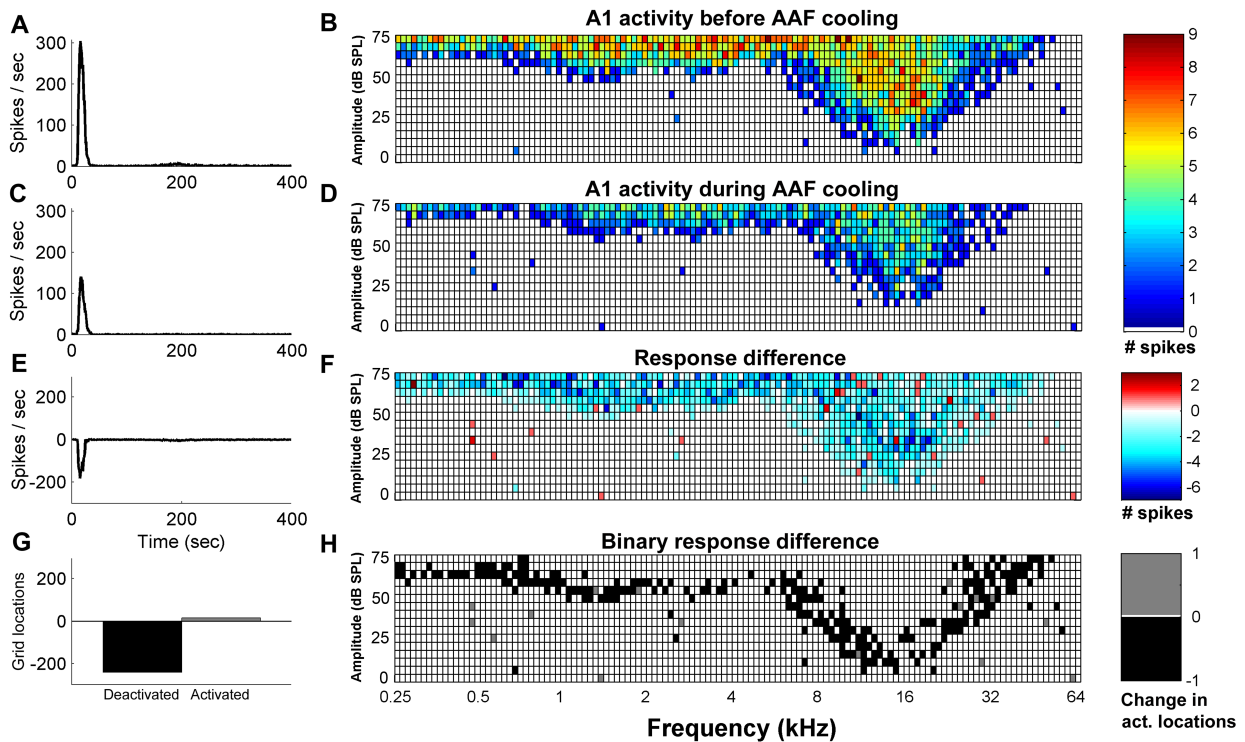 A
Spikes / sec
300
200
100
0
0
200
400
B
A1 activity before AAF cooling
Amplitude (dB SPL)
75
50
25
0
9
8
7
6
5
4
3
2
1
0
# spikes
C
Spikes / sec
300
200
100
0
0
200
400
D
A1 activity during AAF cooling
Amplitude (dB SPL)
75
50
25
0
E
Spikes / sec
200
0
-200
0
200
400
Time (sec)
F
Response difference
Amplitude (dB SPL)
75
50
25
0
2
0
-2
-4
-6
# spikes
G
Grid locations
200
0
-200
Deactivated
Activated
H
Binary response difference
Amplitude (dB SPL)
75
50
25
0
0.25
0.5
1
2
4
8
16
32
64
Frequency (kHz)
1
0
-1
Change in
act. locations